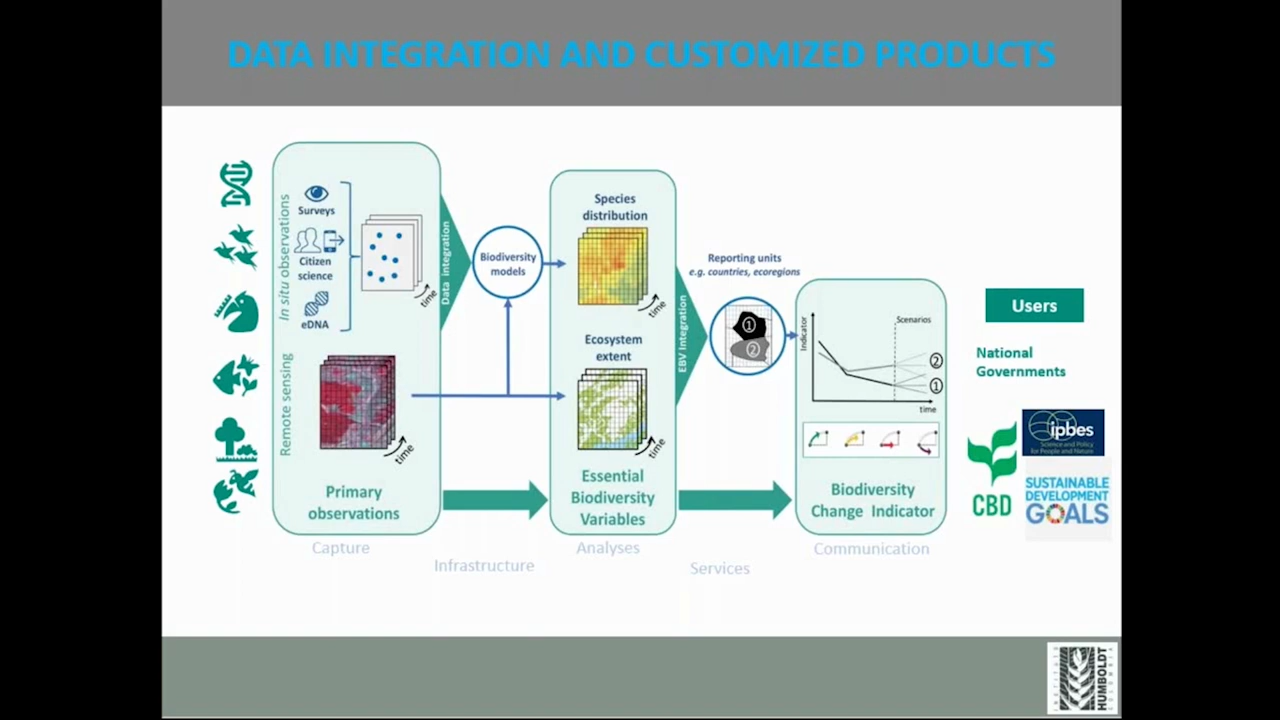 DATA INTEGRATION AND CUSTOMIZED PRODUCTS
In situ observations
Surveys
Citizen
science
eDNA
time
Remote sensing
time
Primary
observations
Data integration
Biodiversity
models
Species
distribution
time
Ecosystem
extent
time
Essential
Biodiversity
Variables
EBV Integration
Reporting units
e.g. countries, ecoregions
1
2
Indicator
Scenarios
2
1
time
Biodiversity
Change Indicator
Users
National
Governments
ipbes
Science and Policy
for People and Nature
CBD
SUSTAINABLE
DEVELOPMENT
GOALS
Capture
Infrastructure
Analyses
Services
Communication
INSTITUTO
HUMBOLDT
COLOMBIA